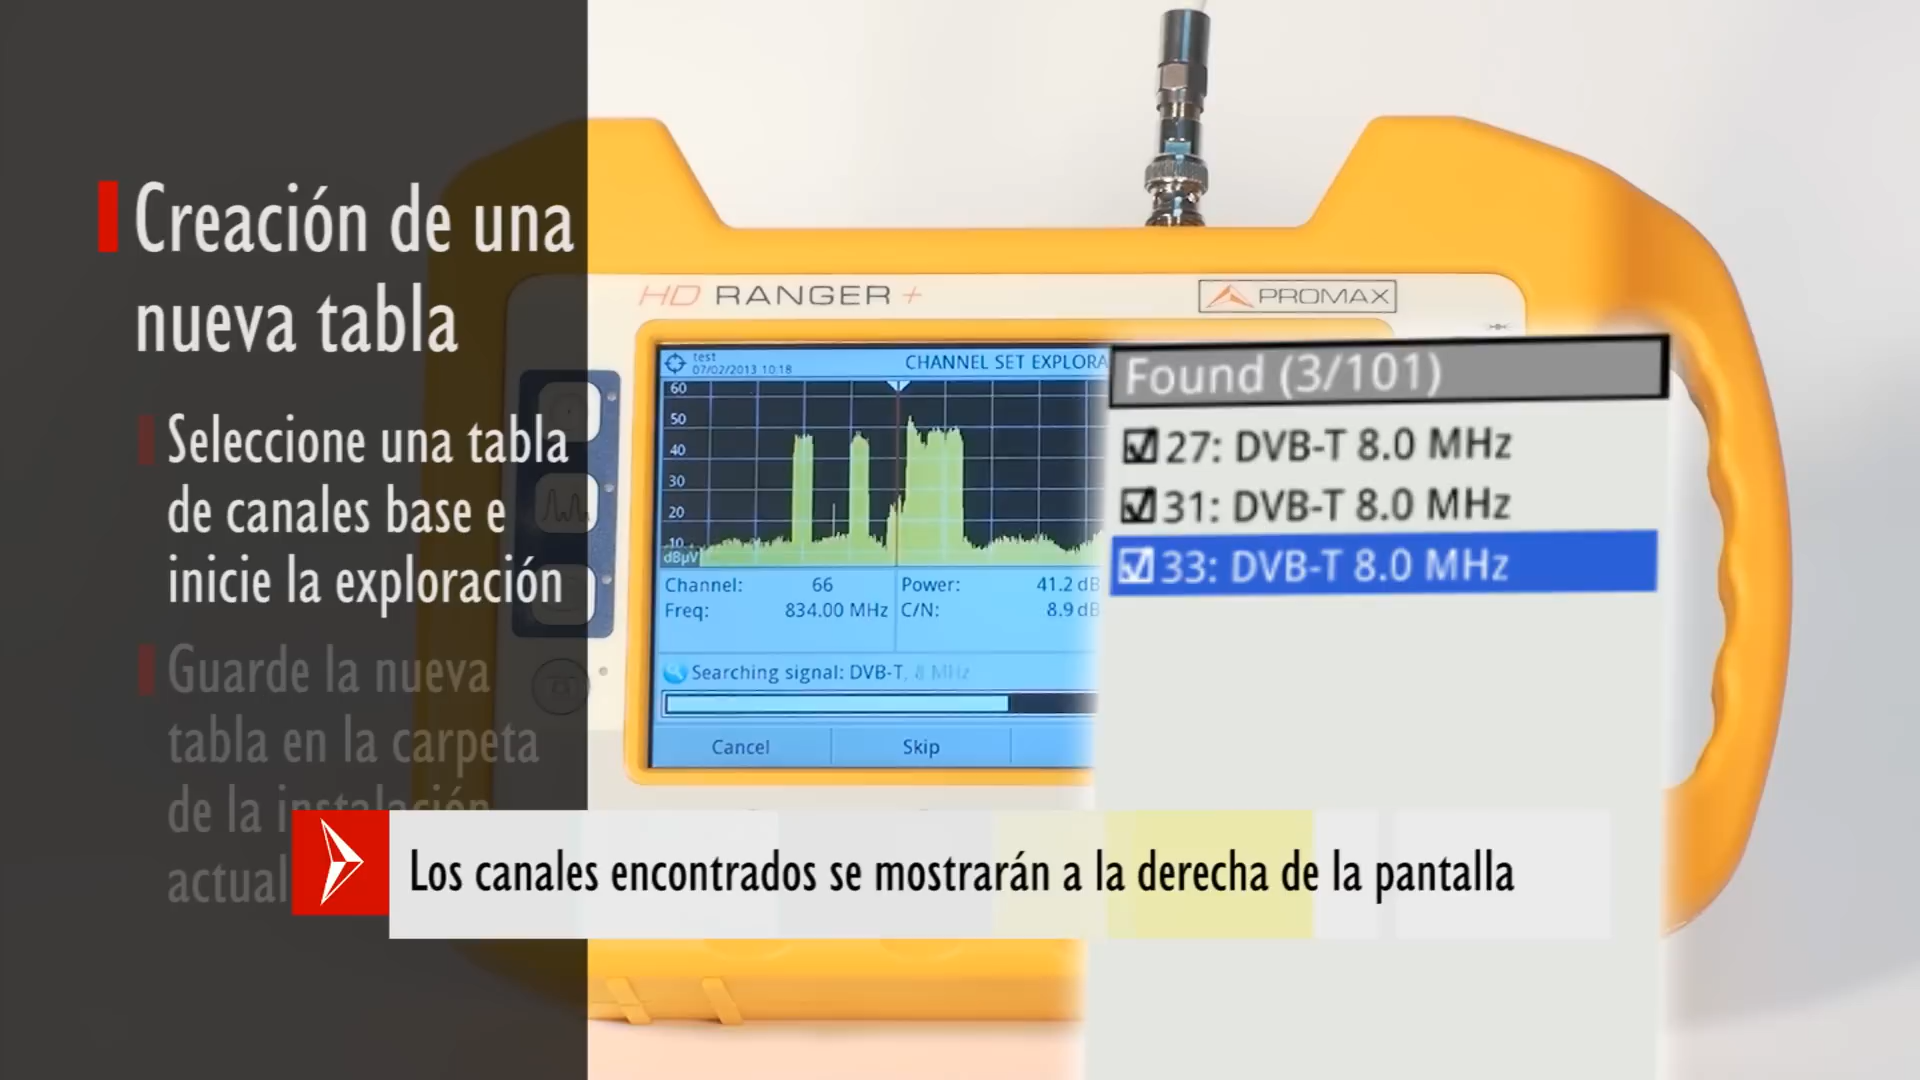 Creación de una
nueva tabla
Seleccione una tabla
de canales base e
inicie la exploración
Guarde la nueva
tabla en la carpeta
de la instalación
actual
HD RANGER +
PROMAX
test
07/02/2013 10:18
CHANNEL SET EXPLORA
60
50
40
30
20
10
dBµV
Channel: 66
Freq: 834.00 MHz
Power: 41.2 dB
C/N: 8.9 dB
Searching signal: DVB-T, 8 MHz
Cancel
Skip
Found (3/101)
27: DVB-T 8.0 MHz
31: DVB-T 8.0 MHz
33: DVB-T 8.0 MHz
Los canales encontrados se mostrarán a la derecha de la pantalla